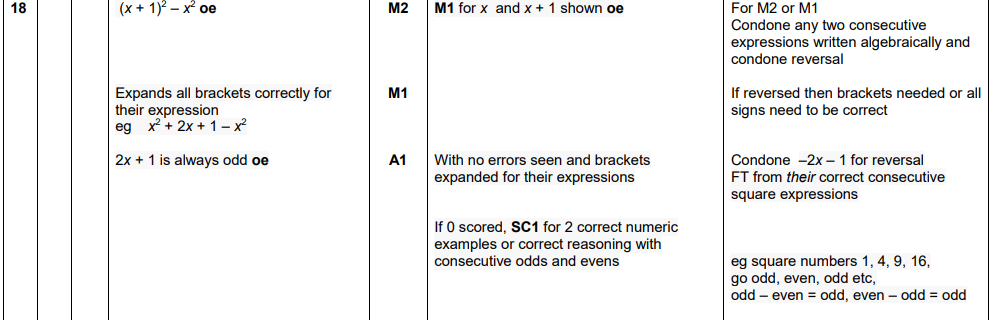 18
(x + 1)² – x² oe
M2
M1 for x and x + 1 shown oe
For M2 or M1
Condone any two consecutive
expressions written algebraically and
condone reversal
Expands all brackets correctly for
their expression
eg x² + 2x + 1 – x²
M1
If reversed then brackets needed or all
signs need to be correct
2x + 1 is always odd oe
A1
With no errors seen and brackets
expanded for their expressions
Condone –2x – 1 for reversal
FT from their correct consecutive
square expressions
If 0 scored, SC1 for 2 correct numeric
examples or correct reasoning with
consecutive odds and evens
eg square numbers 1, 4, 9, 16,
go odd, even, odd etc,
odd – even = odd, even – odd = odd